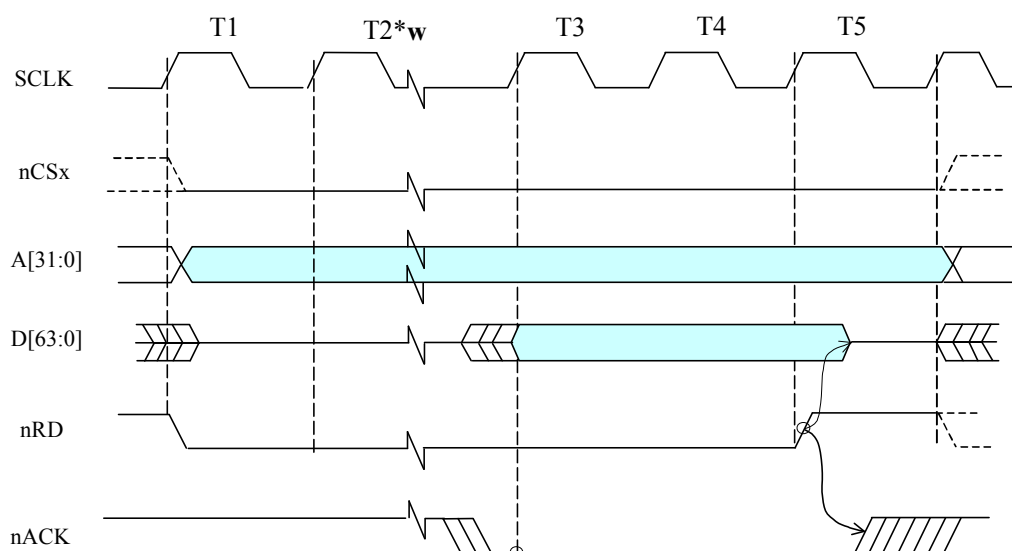 T1 T2*w T3 T4 T5
SCLK
nCSx
A[31:0]
D[63:0]
nRD
nACK